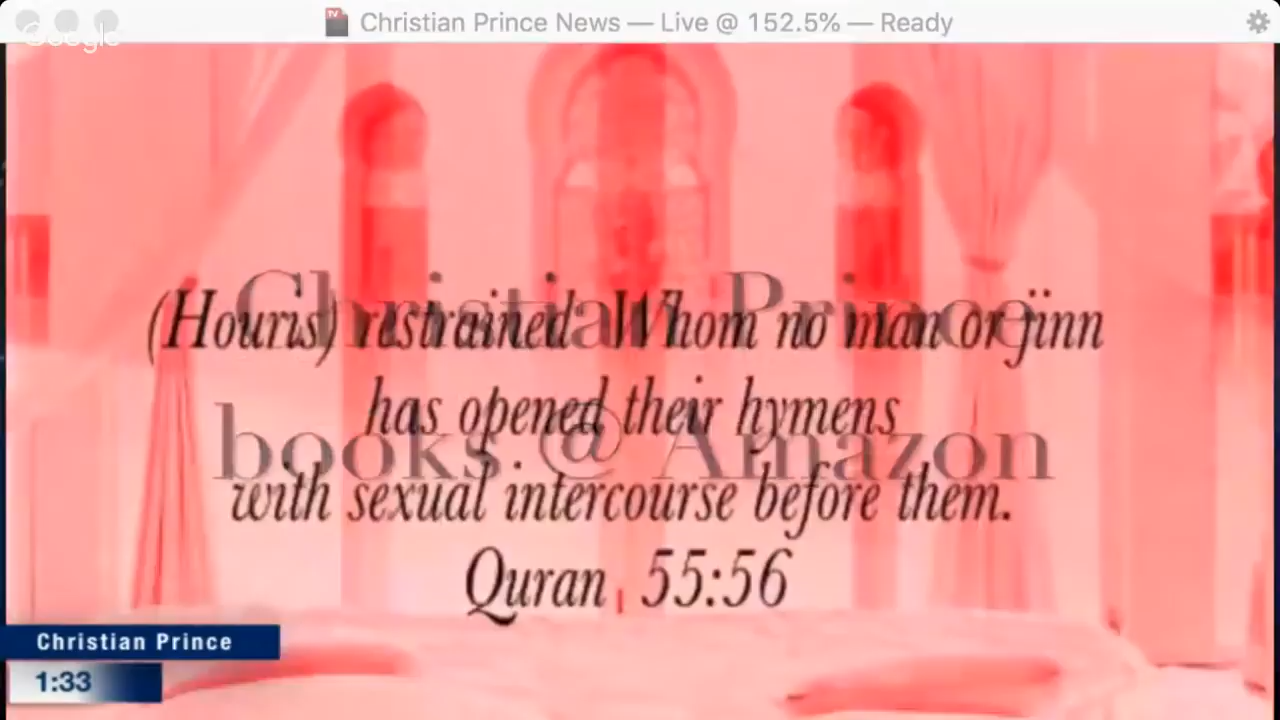 Christian Prince News — Live @ 152.5% — Ready
Google
Christian Prince
books @ Amazon
(Houris) restrained: Whom no man or jinn
has opened their hymens
with sexual intercourse before them.
Quran 55:56
Christian Prince
1:33